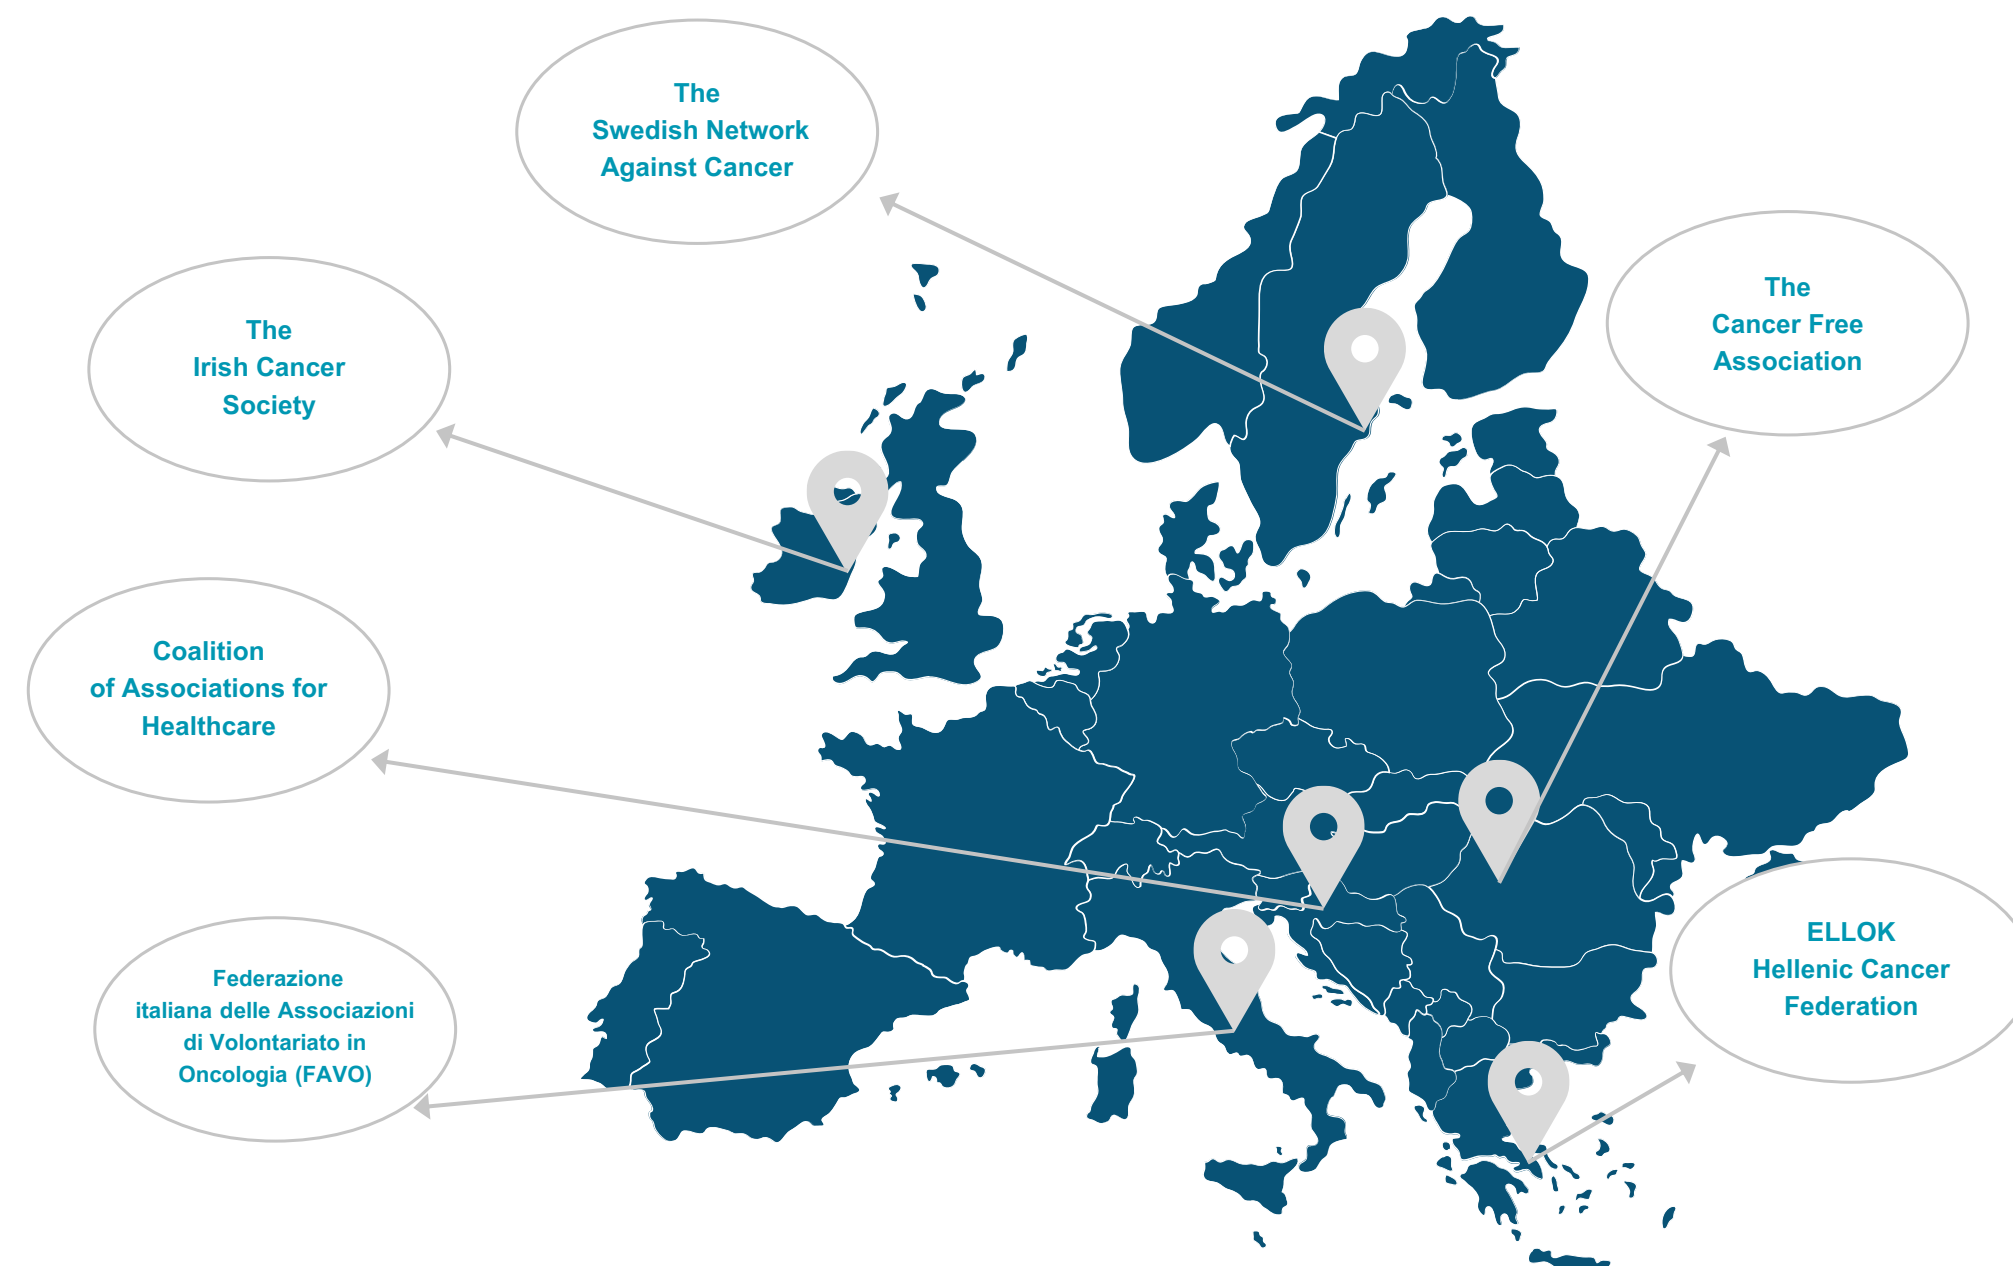 The
Swedish Network
Against Cancer
The
Irish Cancer
Society
The
Cancer Free
Association
Coalition
of Associations for
Healthcare
Federazione
italiana delle Associazioni
di Volontariato in
Oncologia (FAVO)
ELLOK
Hellenic Cancer
Federation